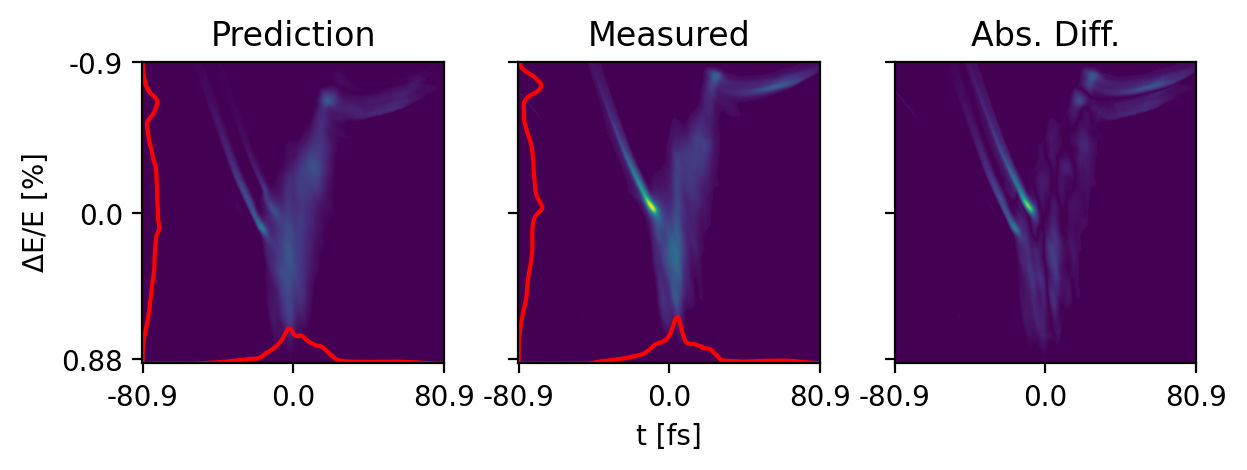 Prediction Measured Abs. Diff.
-0.9
ΔE/E [%]
0.0
0.88
-80.9 0.0 80.9 -80.9 0.0 80.9 -80.9 0.0 80.9
t [fs]